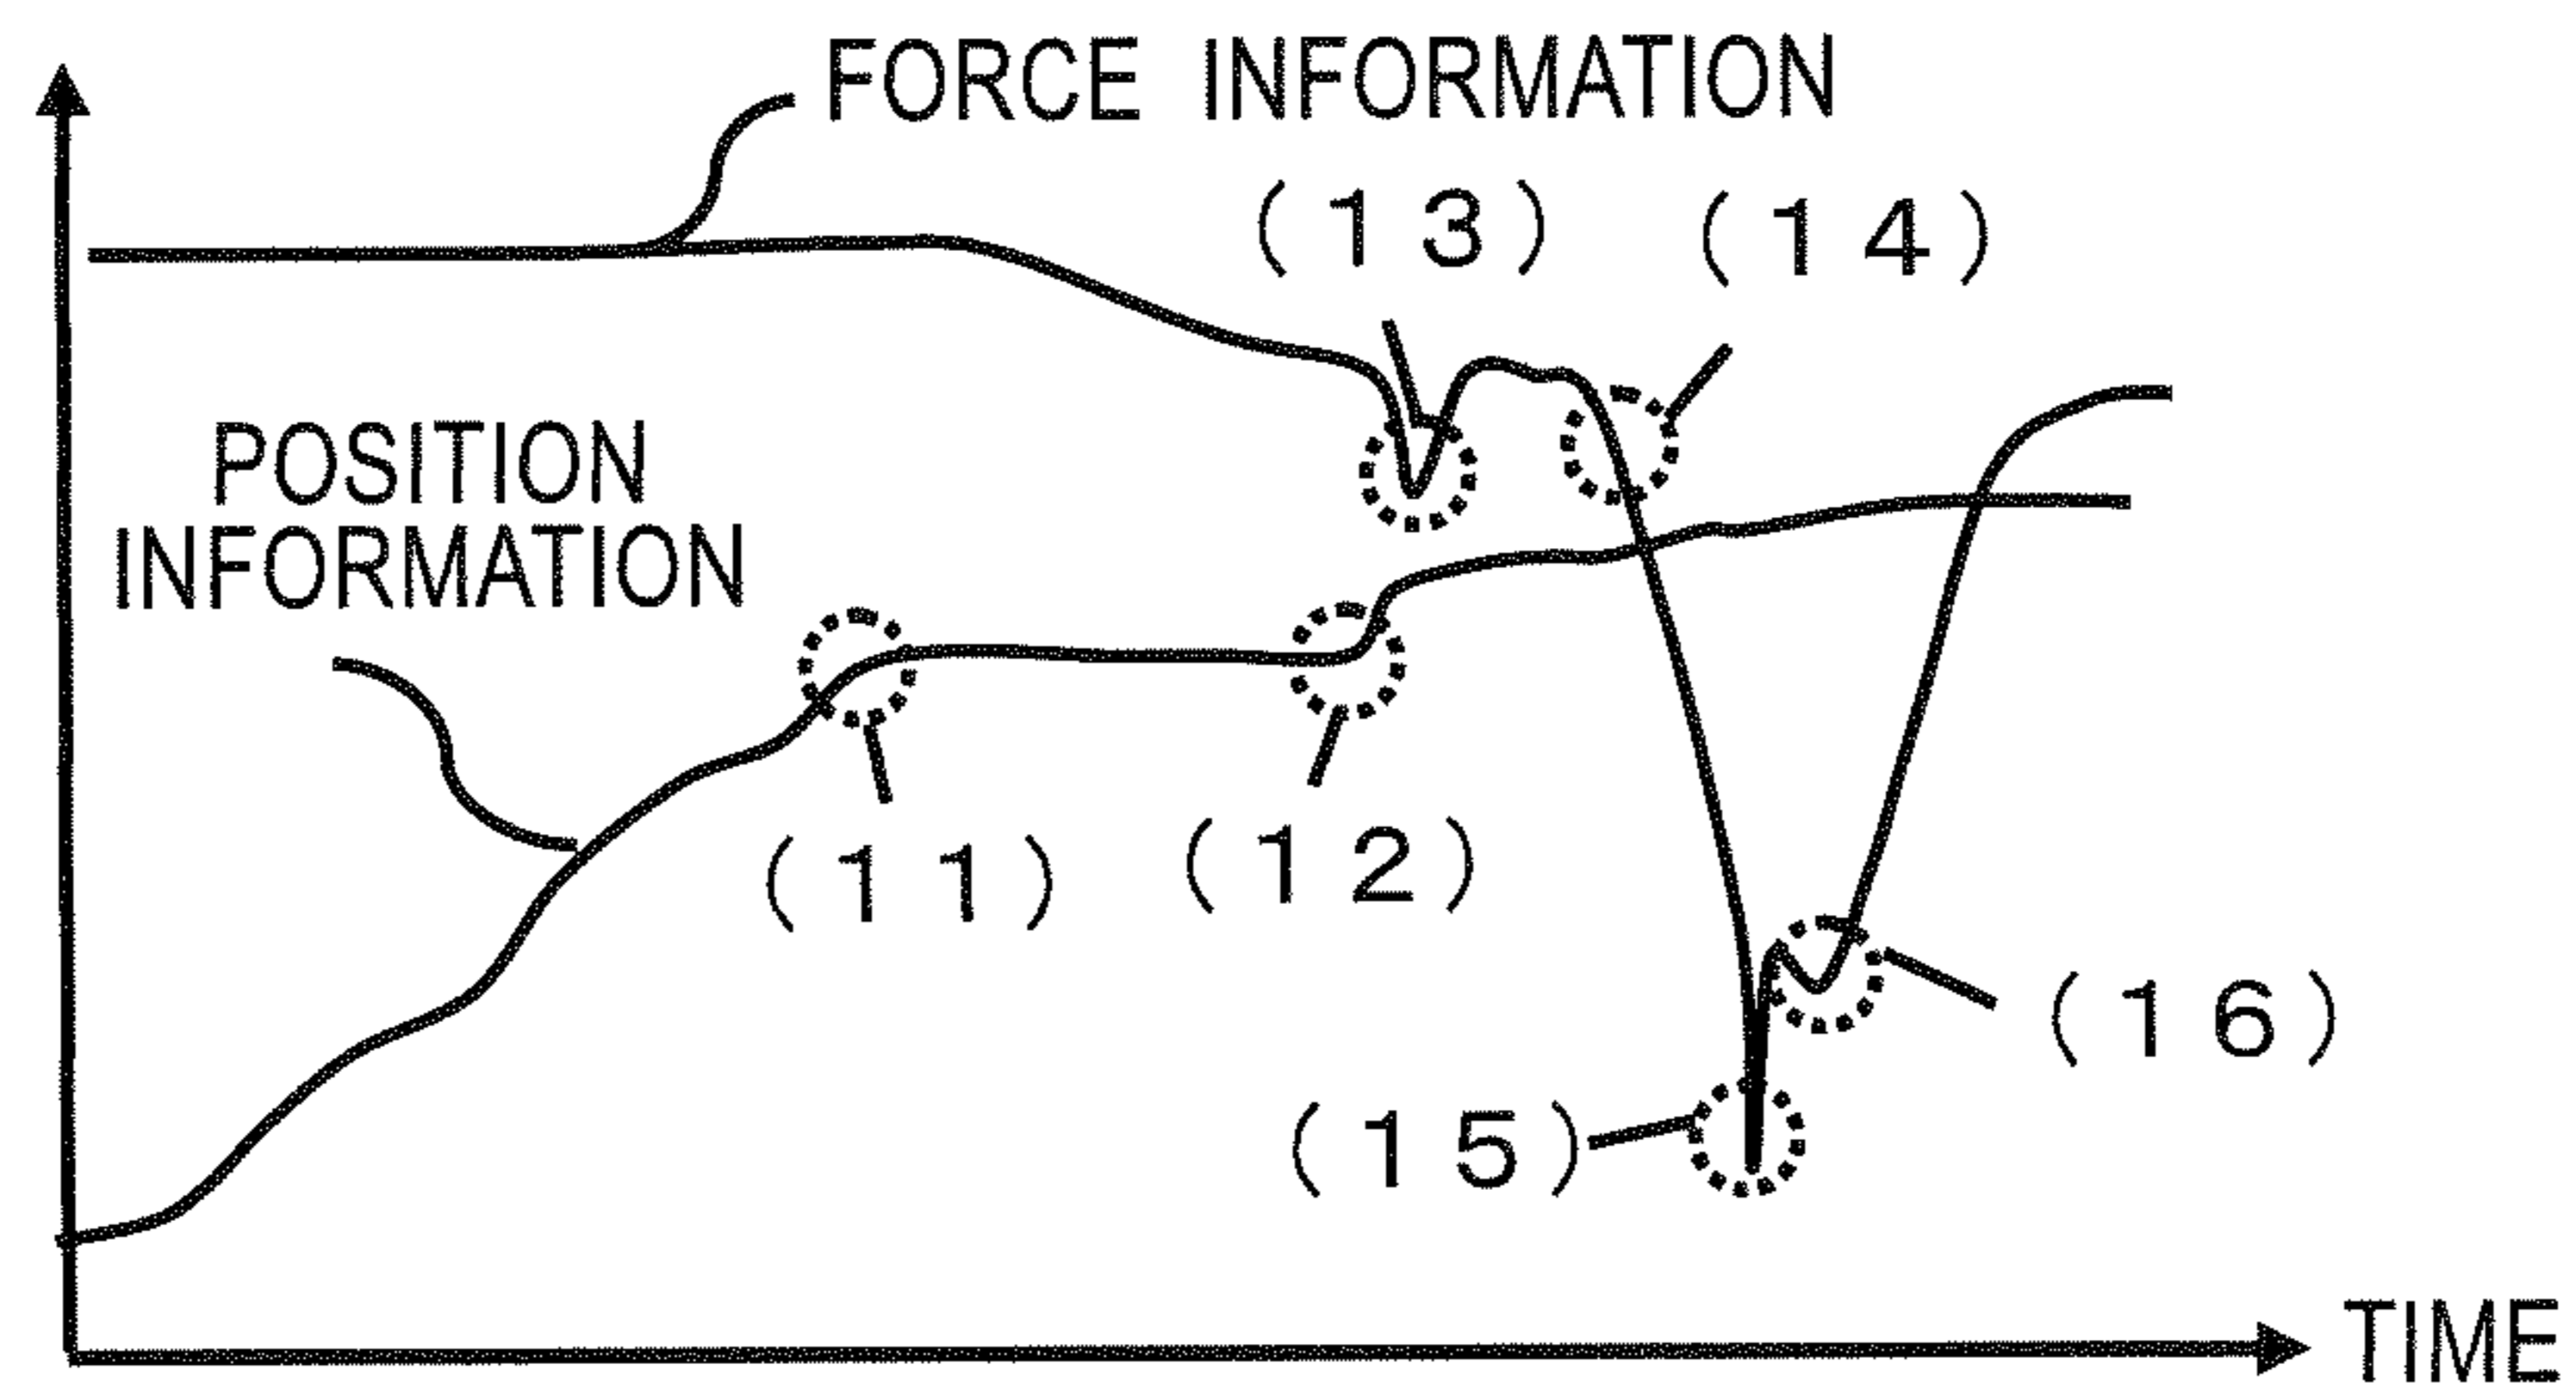 FORCE INFORMATION
(13)
(14)
POSITION
INFORMATION
(11)
(12)
(16)
(15)
TIME